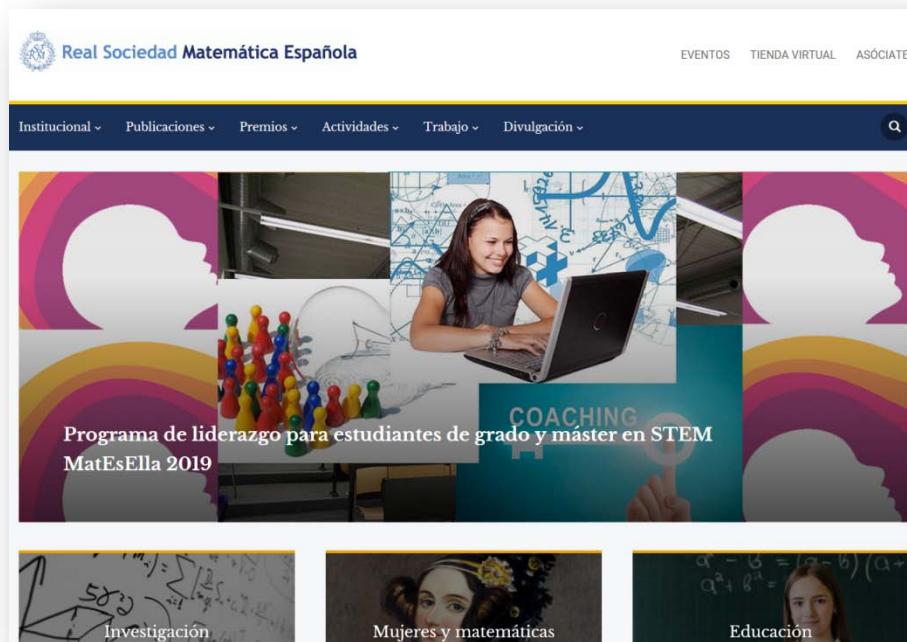 Real Sociedad Matemática Española
EVENTOS TIENDA VIRTUAL ASÓCIATE
Institucional Publicaciones Premios Actividades Trabajo Divulgación
COACHING
Programa de liderazgo para estudiantes de grado y máster en STEM
MatEsElla 2019
Investigación Mujeres y matemáticas Educación